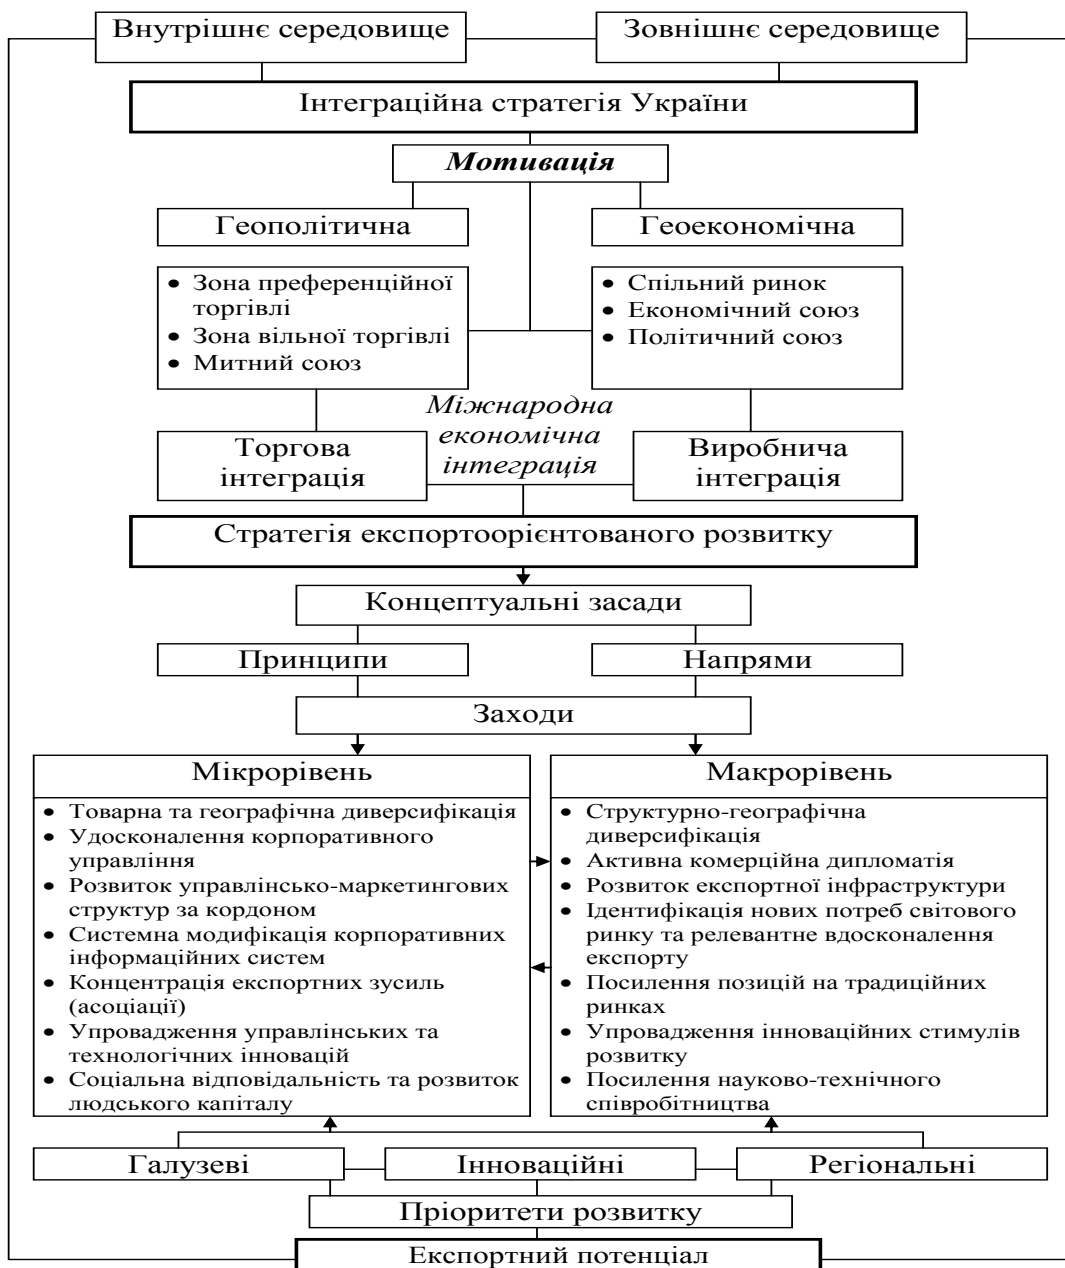 Внутрішнє середовище
Зовнішнє середовище
Інтеграційна стратегія України
Мотивація
Геополітична
Геоекономічна
• Зона преференційної
торгівлі
• Зона вільної торгівлі
• Митний союз
• Спільний ринок
• Економічний союз
• Політичний союз
Міжнародна
економічна
інтеграція
Торгова
інтеграція
Виробнича
інтеграція
Стратегія експортоорієнтованого розвитку
Концептуальні засади
Принципи
Напрями
Заходи
Мікрорівень
• Товарна та географічна диверсифікація
• Удосконалення корпоративного
управління
• Розвиток управлінсько-маркетингових
структур за кордоном
• Системна модифікація корпоративних
інформаційних систем
• Концентрація експортних зусиль
(асоціації)
• Упровадження управлінських та
технологічних інновацій
• Соціальна відповідальність та розвиток
людського капіталу
Макрорівень
• Структурно-географічна
диверсифікація
• Активна комерційна дипломатія
• Розвиток експортної інфраструктури
• Ідентифікація нових потреб світового
ринку та релевантне вдосконалення
експорту
• Посилення позицій на традиційних
ринках
• Упровадження інноваційних стимулів
розвитку
• Посилення науково-технічного
співробітництва
Галузеві
Інноваційні
Регіональні
Пріоритети розвитку
Експортний потенціал